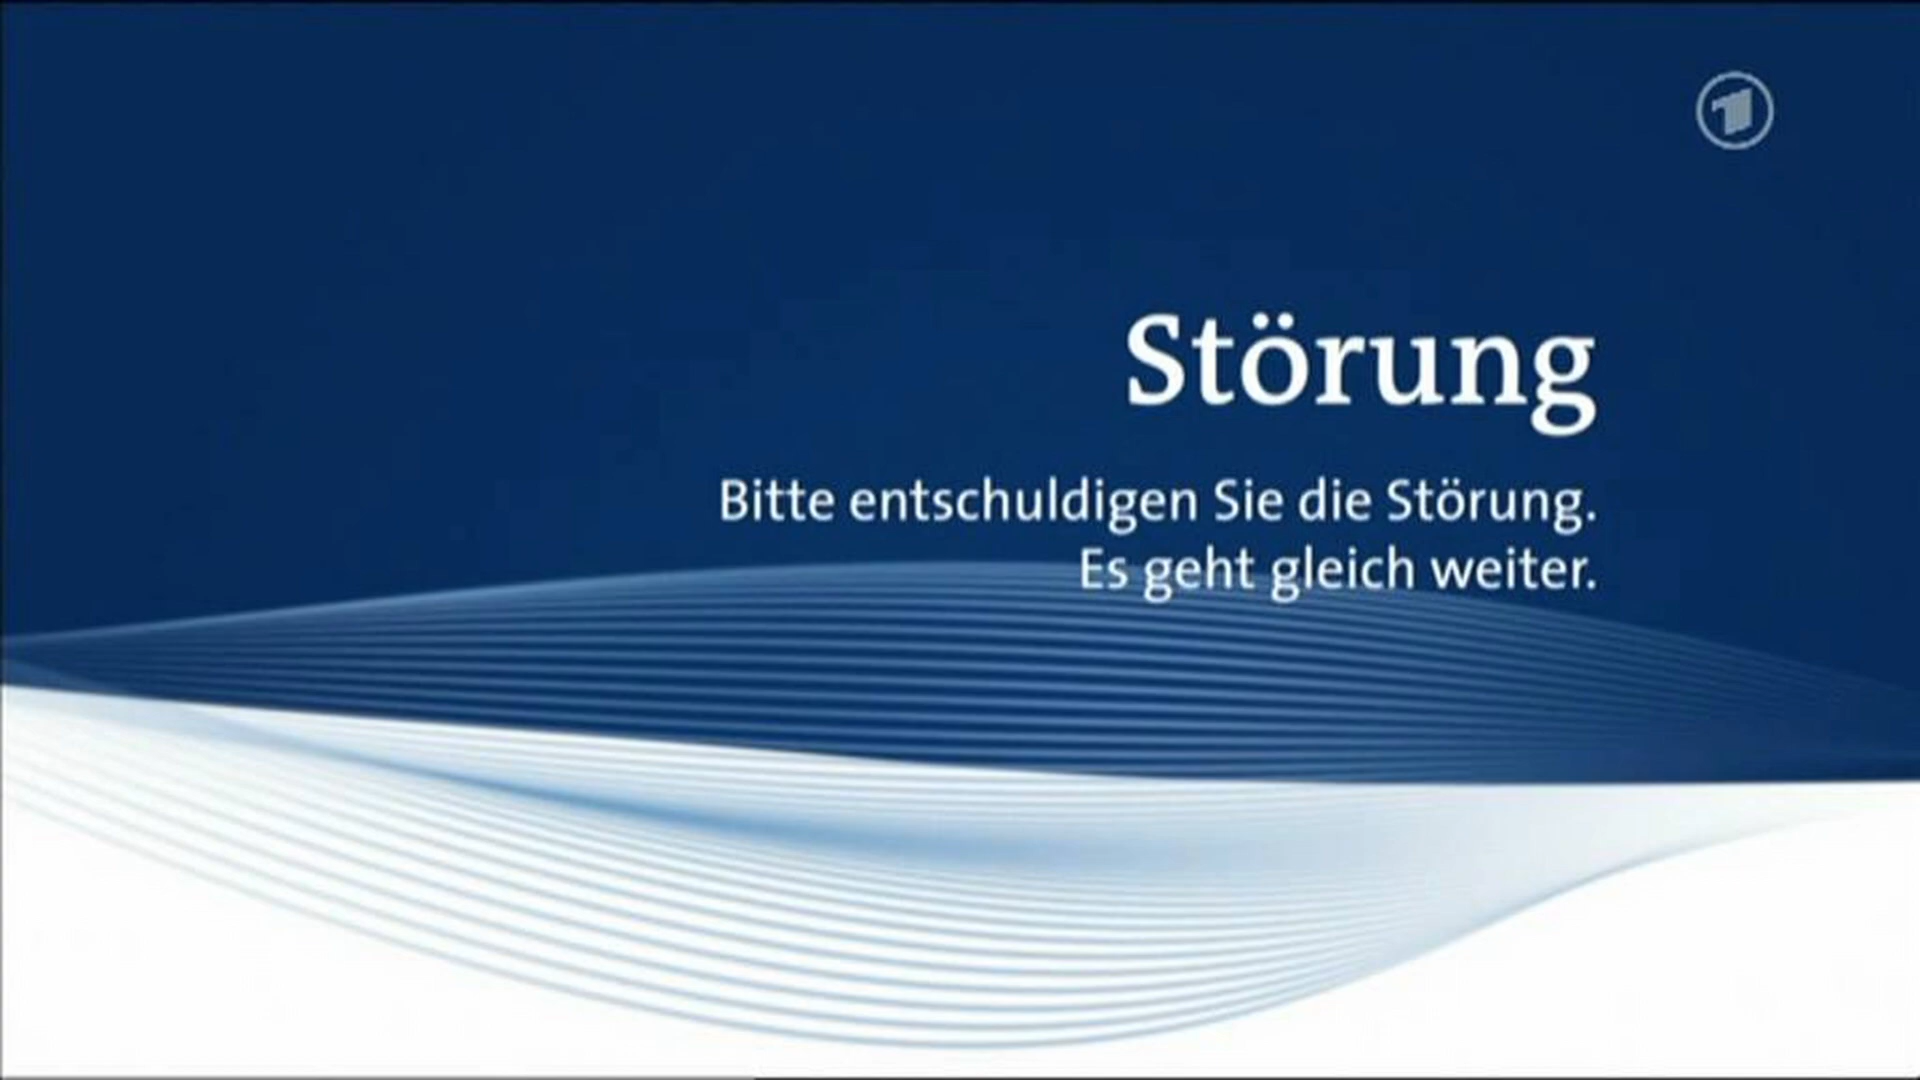 Störung
Bitte entschuldigen Sie die Störung.
Es geht gleich weiter.